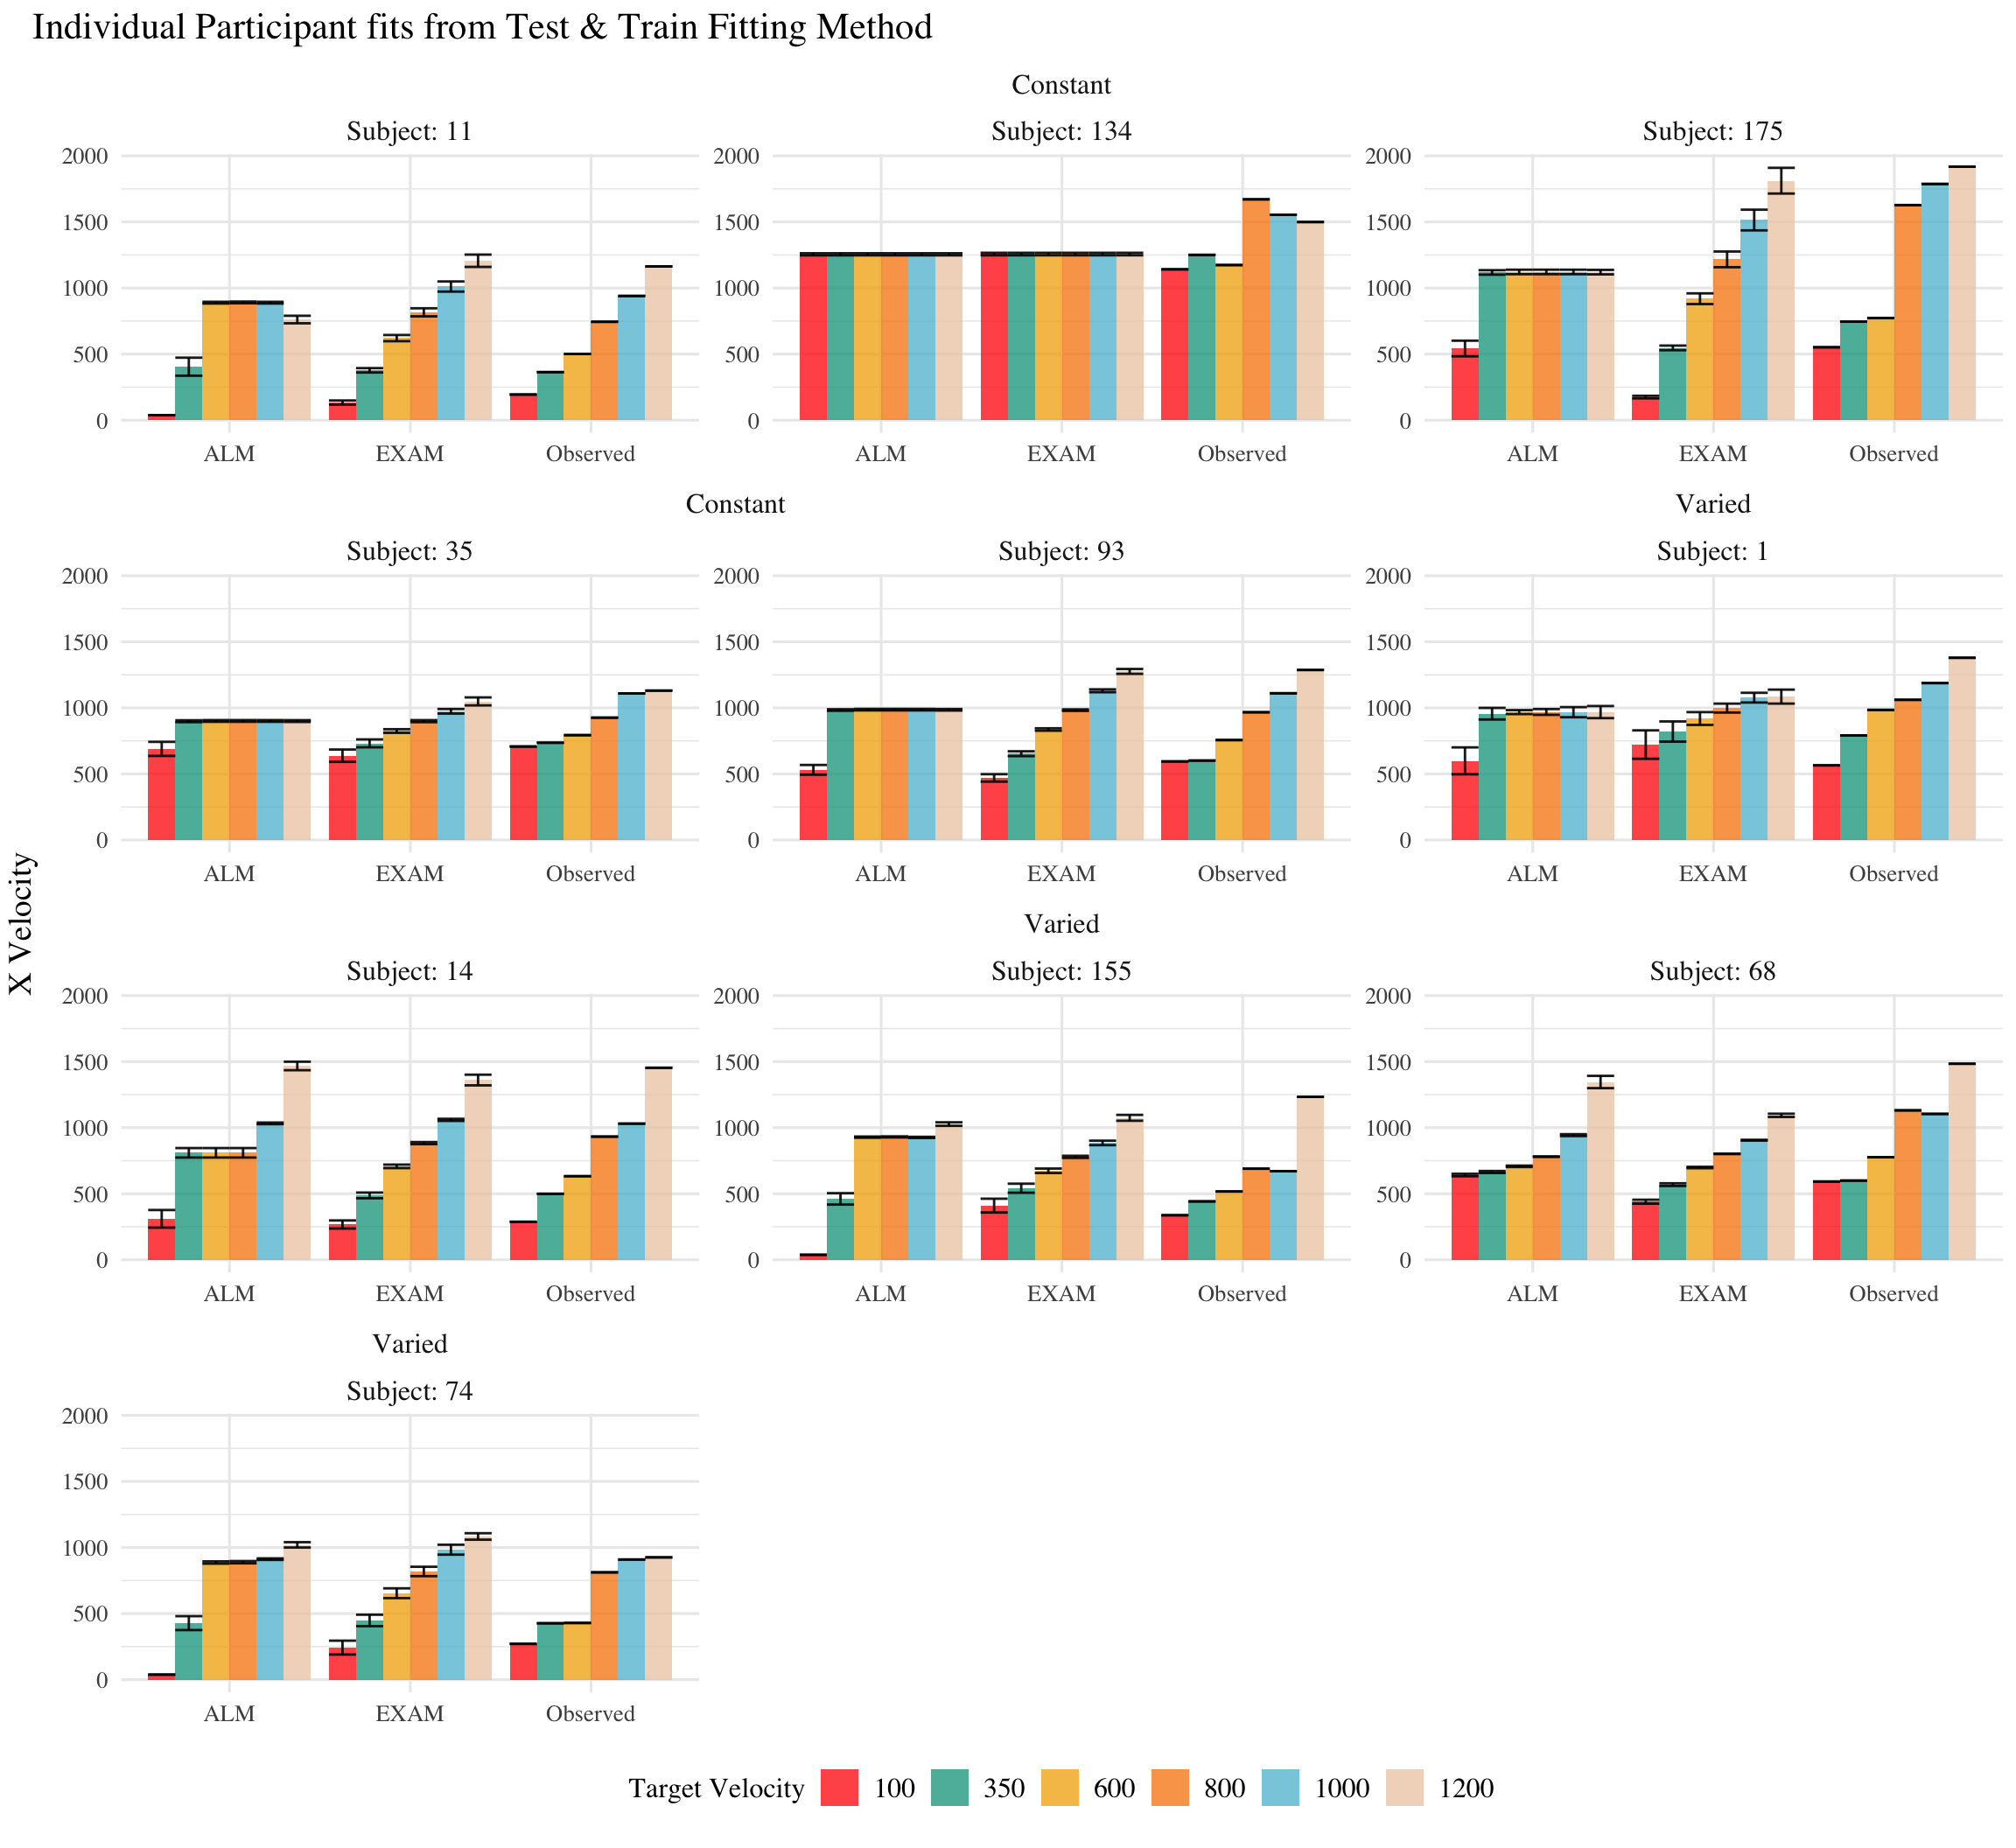 Individual Participant fits from Test & Train Fitting Method
X Velocity
Constant
Subject: 11
2000
1500
1000
500
0
ALM EXAM Observed
Subject: 134
2000
1500
1000
500
0
ALM EXAM Observed
Subject: 175
2000
1500
1000
500
0
ALM EXAM Observed
Constant
Subject: 35
2000
1500
1000
500
0
ALM EXAM Observed
Subject: 93
2000
1500
1000
500
0
ALM EXAM Observed
Varied
Subject: 1
2000
1500
1000
500
0
ALM EXAM Observed
Varied
Subject: 14
2000
1500
1000
500
0
ALM EXAM Observed
Subject: 155
2000
1500
1000
500
0
ALM EXAM Observed
Subject: 68
2000
1500
1000
500
0
ALM EXAM Observed
Varied
Subject: 74
2000
1500
1000
500
0
ALM EXAM Observed
Target Velocity 100 350 600 800 1000 1200